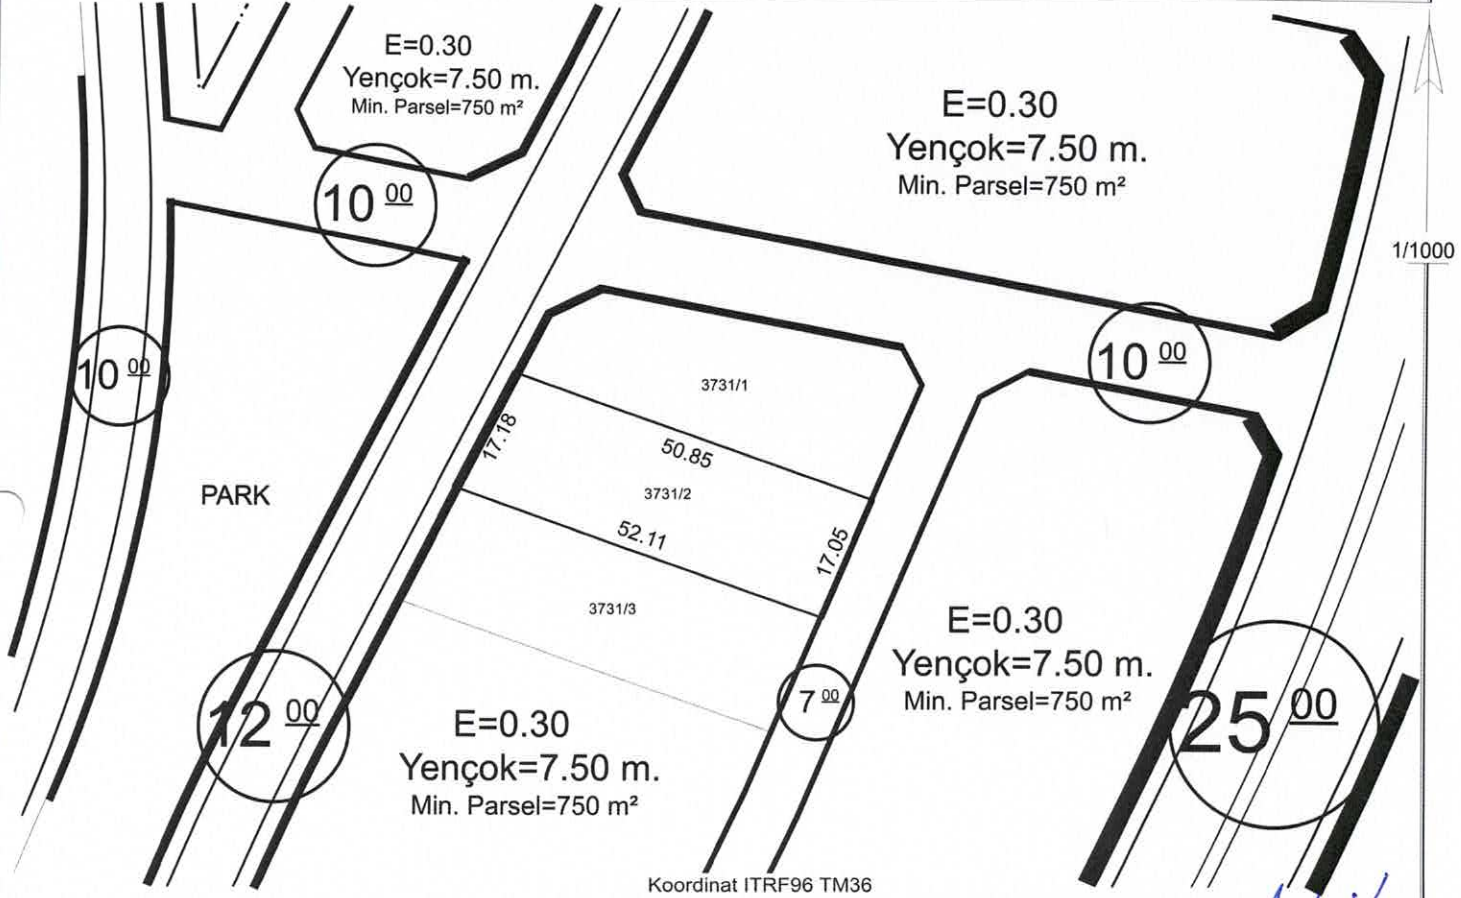 E=0.30
Yençok=7.50 m.
Min. Parsel=750 m²
E=0.30
Yençok=7.50 m.
Min. Parsel=750 m²
10 00
1/1000
10 00
10 00
3731/1
17.18
50.85
PARK
3731/2
52.11
17.05
3731/3
E=0.30
Yençok=7.50 m.
Min. Parsel=750 m²
7 00
12 00
25 00
E=0.30
Yençok=7.50 m.
Min. Parsel=750 m²
Koordinat ITRF96 TM36